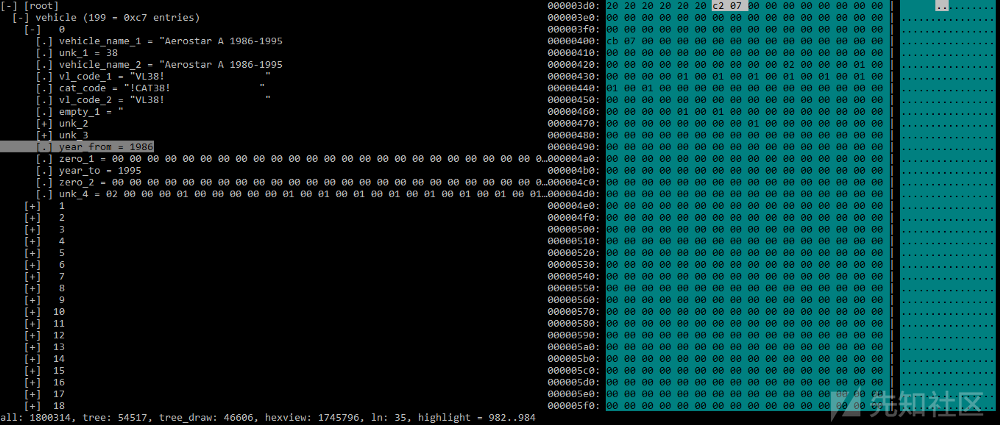 [-] [root] 000003d0: 20 20 20 20 20 20 c2 07 00 00 00 00 00 00 00 00 | ..
[-] vehicle (199 = 0xc7 entries) 000003e0: 00 00 00 00 00 00 00 00 00 00 00 00 00 00 00 00 | ................
[-] 0 000003f0: 00 00 00 00 00 00 00 00 00 00 00 00 00 00 00 00 | ................
[.] vehicle_name_1 = "Aerostar A 1986-1995 00000400: cb 07 00 00 00 00 00 00 00 00 00 00 00 00 00 00 | ................
[.] unk_1 = 38 00000410: 00 00 00 00 00 00 00 00 00 00 00 00 00 00 00 00 | ................
[.] vehicle_name_2 = "Aerostar A 1986-1995 00000420: 00 00 00 00 00 00 00 00 00 00 02 00 00 00 01 00 | ................
[.] vl_code_1 = "VL38! " 00000430: 00 00 00 00 01 00 01 00 01 00 01 00 01 00 01 00 | ................
[.] cat_code = "!CAT38! " 00000440: 01 00 01 00 00 00 00 00 00 00 00 00 00 00 00 00 | ................
[.] vl_code_2 = "VL38! " 00000450: 00 00 00 00 00 00 00 00 00 00 00 00 00 00 00 00 | ................
[.] empty_1 = " 00000460: 00 00 00 00 01 00 01 00 00 00 00 00 00 00 00 00 | ................
[+] unk_2 00000470: 00 00 00 00 00 00 00 00 00 00 01 00 00 00 00 00 | ................
[+] unk_3 00000480: 00 00 00 00 00 00 00 00 00 00 00 00 00 00 00 00 | ................
[.] year_from = 1986 00000490: 00 00 00 00 00 00 00 00 00 00 00 00 00 00 00 00 | ................
[.] zero_1 = 00 00 00 00 00 00 00 00 00 00 00 00 00 00 00 00 00 00 00 00 00 00 00 00 0…000004a0: 00 00 00 00 00 00 00 00 00 00 00 00 00 00 00 00 | ................
[.] year_to = 1995 000004b0: 00 00 00 00 00 00 00 00 00 00 00 00 00 00 00 00 | ................
[.] zero_2 = 00 00 00 00 00 00 00 00 00 00 00 00 00 00 00 00 00 00 00 00 00 00 00 00 0…000004c0: 00 00 00 00 00 00 00 00 00 00 00 00 00 00 00 00 | ................
[.] unk_4 = 02 00 00 00 01 00 00 00 00 00 01 00 01 00 01 00 01 00 01 00 01 00 01 00 01…000004d0: 00 00 00 00 00 00 00 00 00 00 00 00 00 00 00 00 | ................
[+] 1 000004e0: 00 00 00 00 00 00 00 00 00 00 00 00 00 00 00 00 | ................
[+] 2 000004f0: 00 00 00 00 00 00 00 00 00 00 00 00 00 00 00 00 | ................
[+] 3 00000500: 00 00 00 00 00 00 00 00 00 00 00 00 00 00 00 00 | ................
[+] 4 00000510: 00 00 00 00 00 00 00 00 00 00 00 00 00 00 00 00 | ................
[+] 5 00000520: 00 00 00 00 00 00 00 00 00 00 00 00 00 00 00 00 | ................
[+] 6 00000530: 00 00 00 00 00 00 00 00 00 00 00 00 00 00 00 00 | ................
[+] 7 00000540: 00 00 00 00 00 00 00 00 00 00 00 00 00 00 00 00 | ................
[+] 8 00000550: 00 00 00 00 00 00 00 00 00 00 00 00 00 00 00 00 | ................
[+] 9 00000560: 00 00 00 00 00 00 00 00 00 00 00 00 00 00 00 00 | ................
[+] 10 00000570: 00 00 00 00 00 00 00 00 00 00 00 00 00 00 00 00 | ................
[+] 11 00000580: 00 00 00 00 00 00 00 00 00 00 00 00 00 00 00 00 | ................
[+] 12 00000590: 00 00 00 00 00 00 00 00 00 00 00 00 00 00 00 00 | ................
[+] 13 000005a0: 00 00 00 00 00 00 00 00 00 00 00 00 00 00 00 00 | ................
[+] 14 000005b0: 00 00 00 00 00 00 00 00 00 00 00 00 00 00 00 00 | ................
[+] 15 000005c0: 00 00 00 00 00 00 00 00 00 00 00 00 00 00 00 00 | ................
[+] 16 000005d0: 00 00 00 00 00 00 00 00 00 00 00 00 00 00 00 00 | ................
[+] 17 000005e0: 00 00 00 00 00 00 00 00 00 00 00 00 00 00 00 00 | ................
[+] 18 000005f0: 00 00 00 00 00 00 00 00 00 00 00 00 00 00 00 00 | ................
all: 1800314, tree: 54517, tree_draw: 46606, hexview: 1745796, ln: 35, highlight = 982..984
先知社区